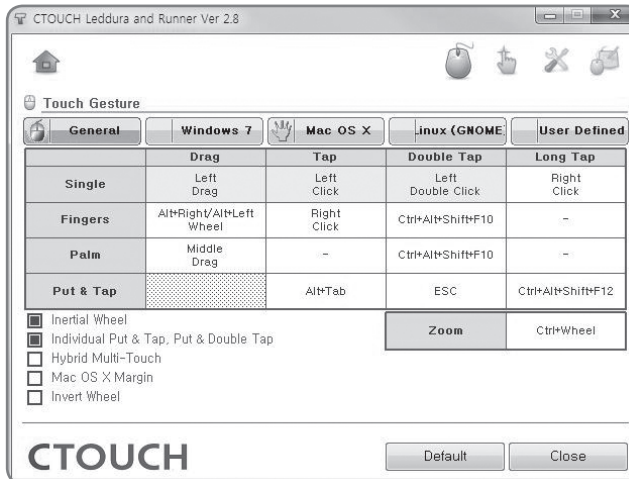 CTOUCH Leddura and Runner Ver 2.8
Touch Gesture
General Windows 7 Mac OS X .inux (GNOME) User Defined
Drag Tap Double Tap Long Tap
Single Left Drag Left Click Left Double Click Right Click
Fingers Alt+Right/Alt+Left Wheel Right Click Ctrl+Alt+Shift+F10 -
Palm Middle Drag - Ctrl+Alt+Shift+F10 -
Put & Tap Alt+Tab ESC Ctrl+Alt+Shift+F12
Inertial Wheel
Individual Put & Tap, Put & Double Tap
Hybrid Multi-Touch
Mac OS X Margin
Invert Wheel
Zoom Ctrl+Wheel
CTOUCH
Default Close